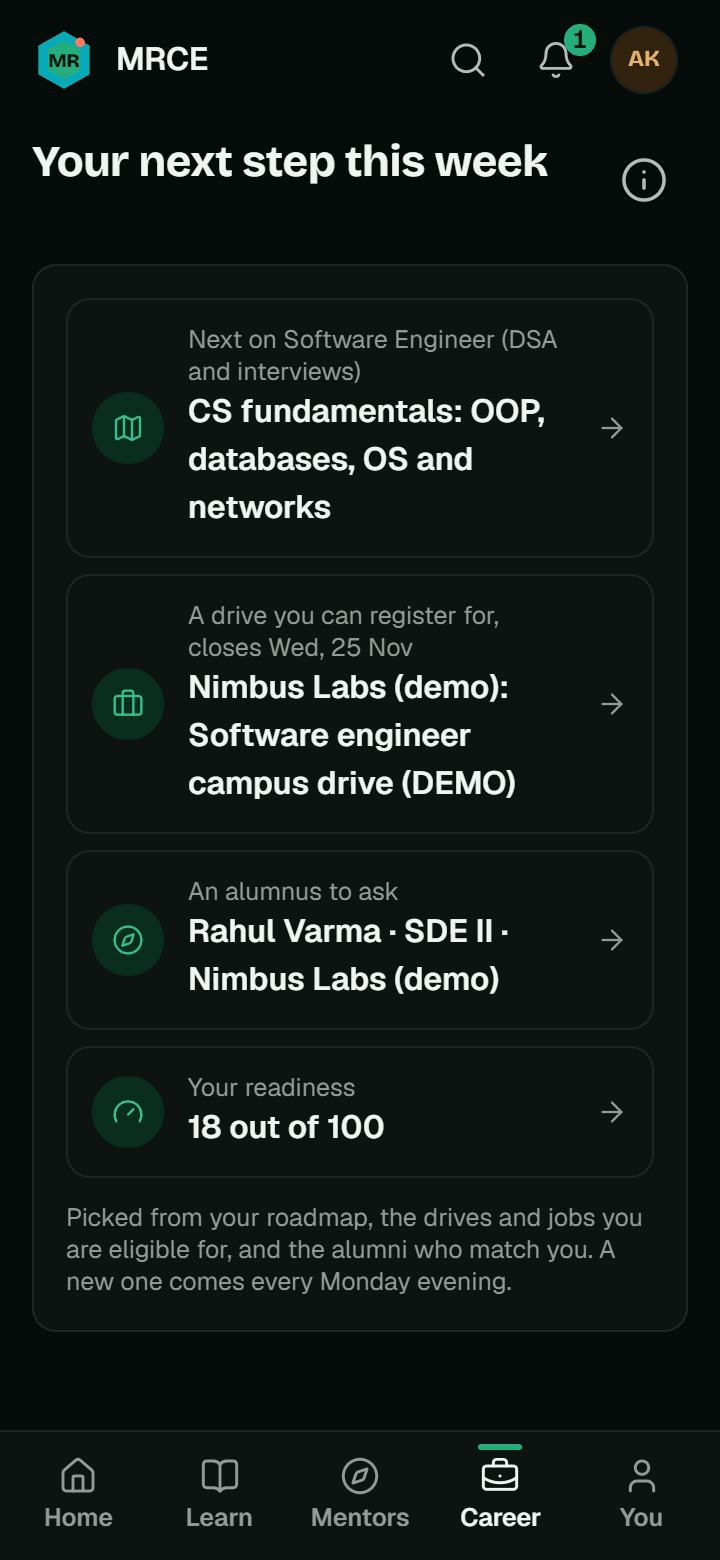 MR
MRCE
1
AK
Your next step this week
Next on Software Engineer (DSA
and interviews)
CS fundamentals: OOP,
databases, OS and
networks
A drive you can register for,
closes Wed, 25 Nov
Nimbus Labs (demo):
Software engineer
campus drive (DEMO)
An alumnus to ask
Rahul Varma · SDE II ·
Nimbus Labs (demo)
Your readiness
18 out of 100
Picked from your roadmap, the drives and jobs you
are eligible for, and the alumni who match you. A
new one comes every Monday evening.
Home
Learn
Mentors
Career
You